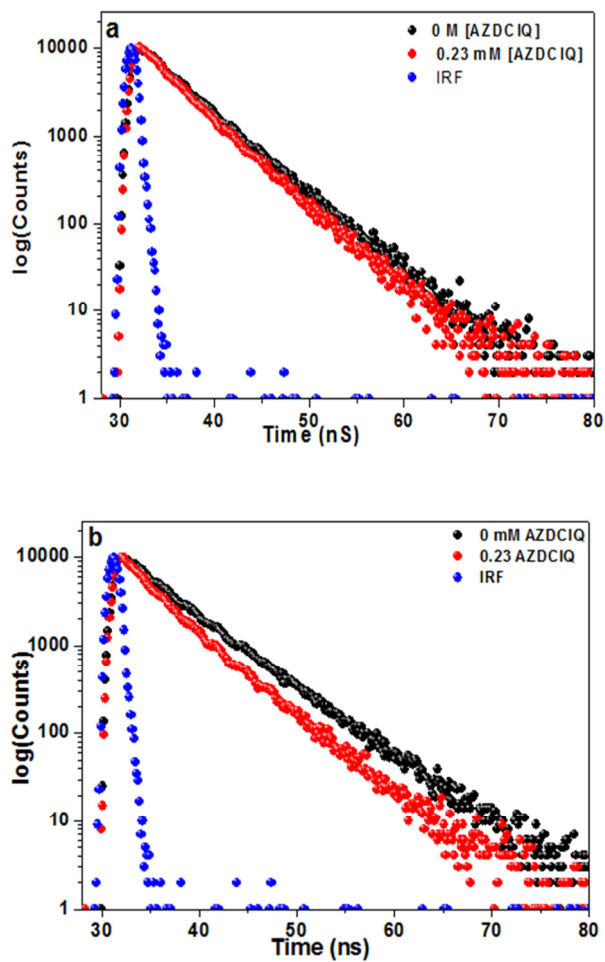 a
0 M [AZDCIQ]
0.23 mM [AZDCIQ]
IRF
log(Counts)
10000
1000
100
10
1
30 40 50 60 70 80
Time (nS)
b
0 mM AZDCIQ
0.23 AZDCIQ
IRF
log(Counts)
10000
1000
100
10
1
30 40 50 60 70 80
Time (ns)